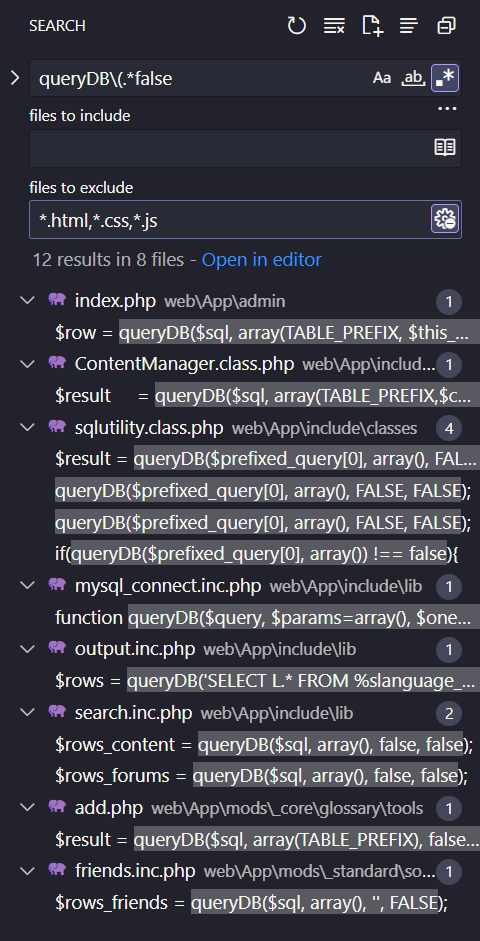 SEARCH
queryDB\(.*false
Aa ab .*
files to include
files to exclude
*.html,*.css,*.js
12 results in 8 files - Open in editor
index.php web\App\admin 1
$row = queryDB($sql, array(TABLE_PREFIX, $this_...
ContentManager.class.php web\App\includ... 1
$result = queryDB($sql, array(TABLE_PREFIX,$c...
sqlutility.class.php web\App\include\classes 4
$result = queryDB($prefixed_query[0], array(), FAL...
queryDB($prefixed_query[0], array(), FALSE, FALSE);
queryDB($prefixed_query[0], array(), FALSE, FALSE);
if(queryDB($prefixed_query[0], array()) !== false){
mysql_connect.inc.php web\App\include\lib 1
function queryDB($query, $params=array(), $one...
output.inc.php web\App\include\lib 1
$rows = queryDB('SELECT L.* FROM %slanguage_...
search.inc.php web\App\include\lib 2
$rows_content = queryDB($sql, array(), false, false);
$rows_forums = queryDB($sql, array(), false, false);
add.php web\App\mods\_core\glossary\tools 1
$result = queryDB($sql, array(TABLE_PREFIX), false...
friends.inc.php web\App\mods\_standard\so... 1
$rows_friends = queryDB($sql, array(), '', FALSE);